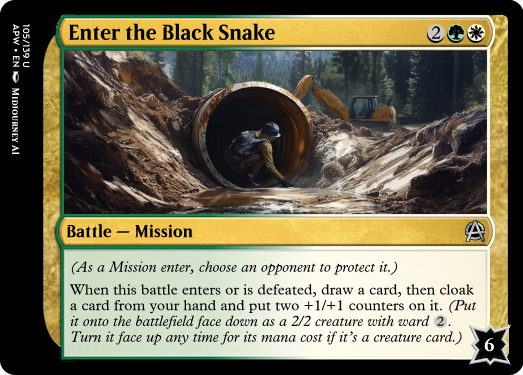 Enter the Black Snake
2
Battle — Mission
(As a Mission enter, choose an opponent to protect it.)
When this battle enters or is defeated, draw a card, then cloak
a card from your hand and put two +1/+1 counters on it. (Put
it onto the battlefield face down as a 2/2 creature with ward 2.
Turn it face up any time for its mana cost if it's a creature card.)
6
105/139 U
APW • EN Midjourney AI